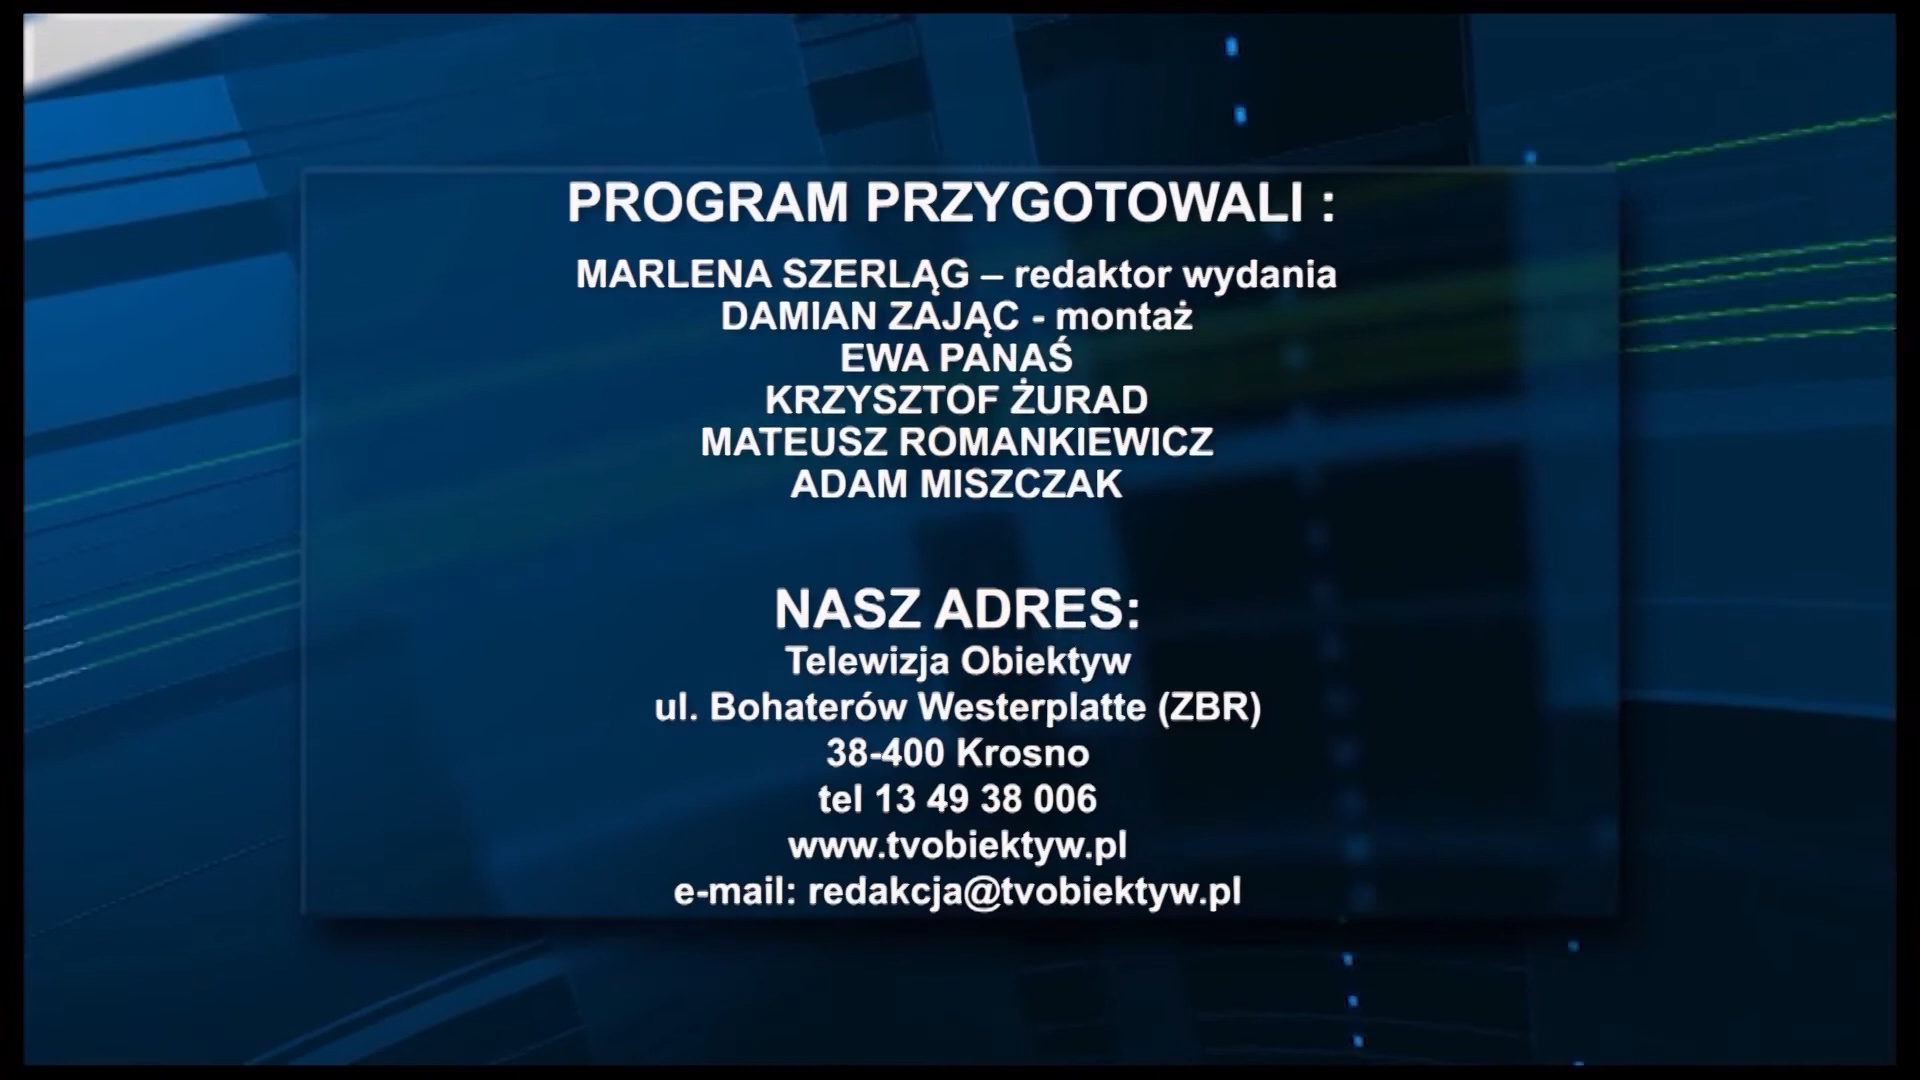 PROGRAM PRZYGOTOWALI :
MARLENA SZERLĄG – redaktor wydania
DAMIAN ZAJĄC - montaż
EWA PANAŚ
KRZYSZTOF ŻURAD
MATEUSZ ROMANKIEWICZ
ADAM MISZCZAK
NASZ ADRES:
Telewizja Obiektyw
ul. Bohaterów Westerplatte (ZBR)
38-400 Krosno
tel 13 49 38 006
www.tvobiektyw.pl
e-mail: redakcja@tvobiektyw.pl